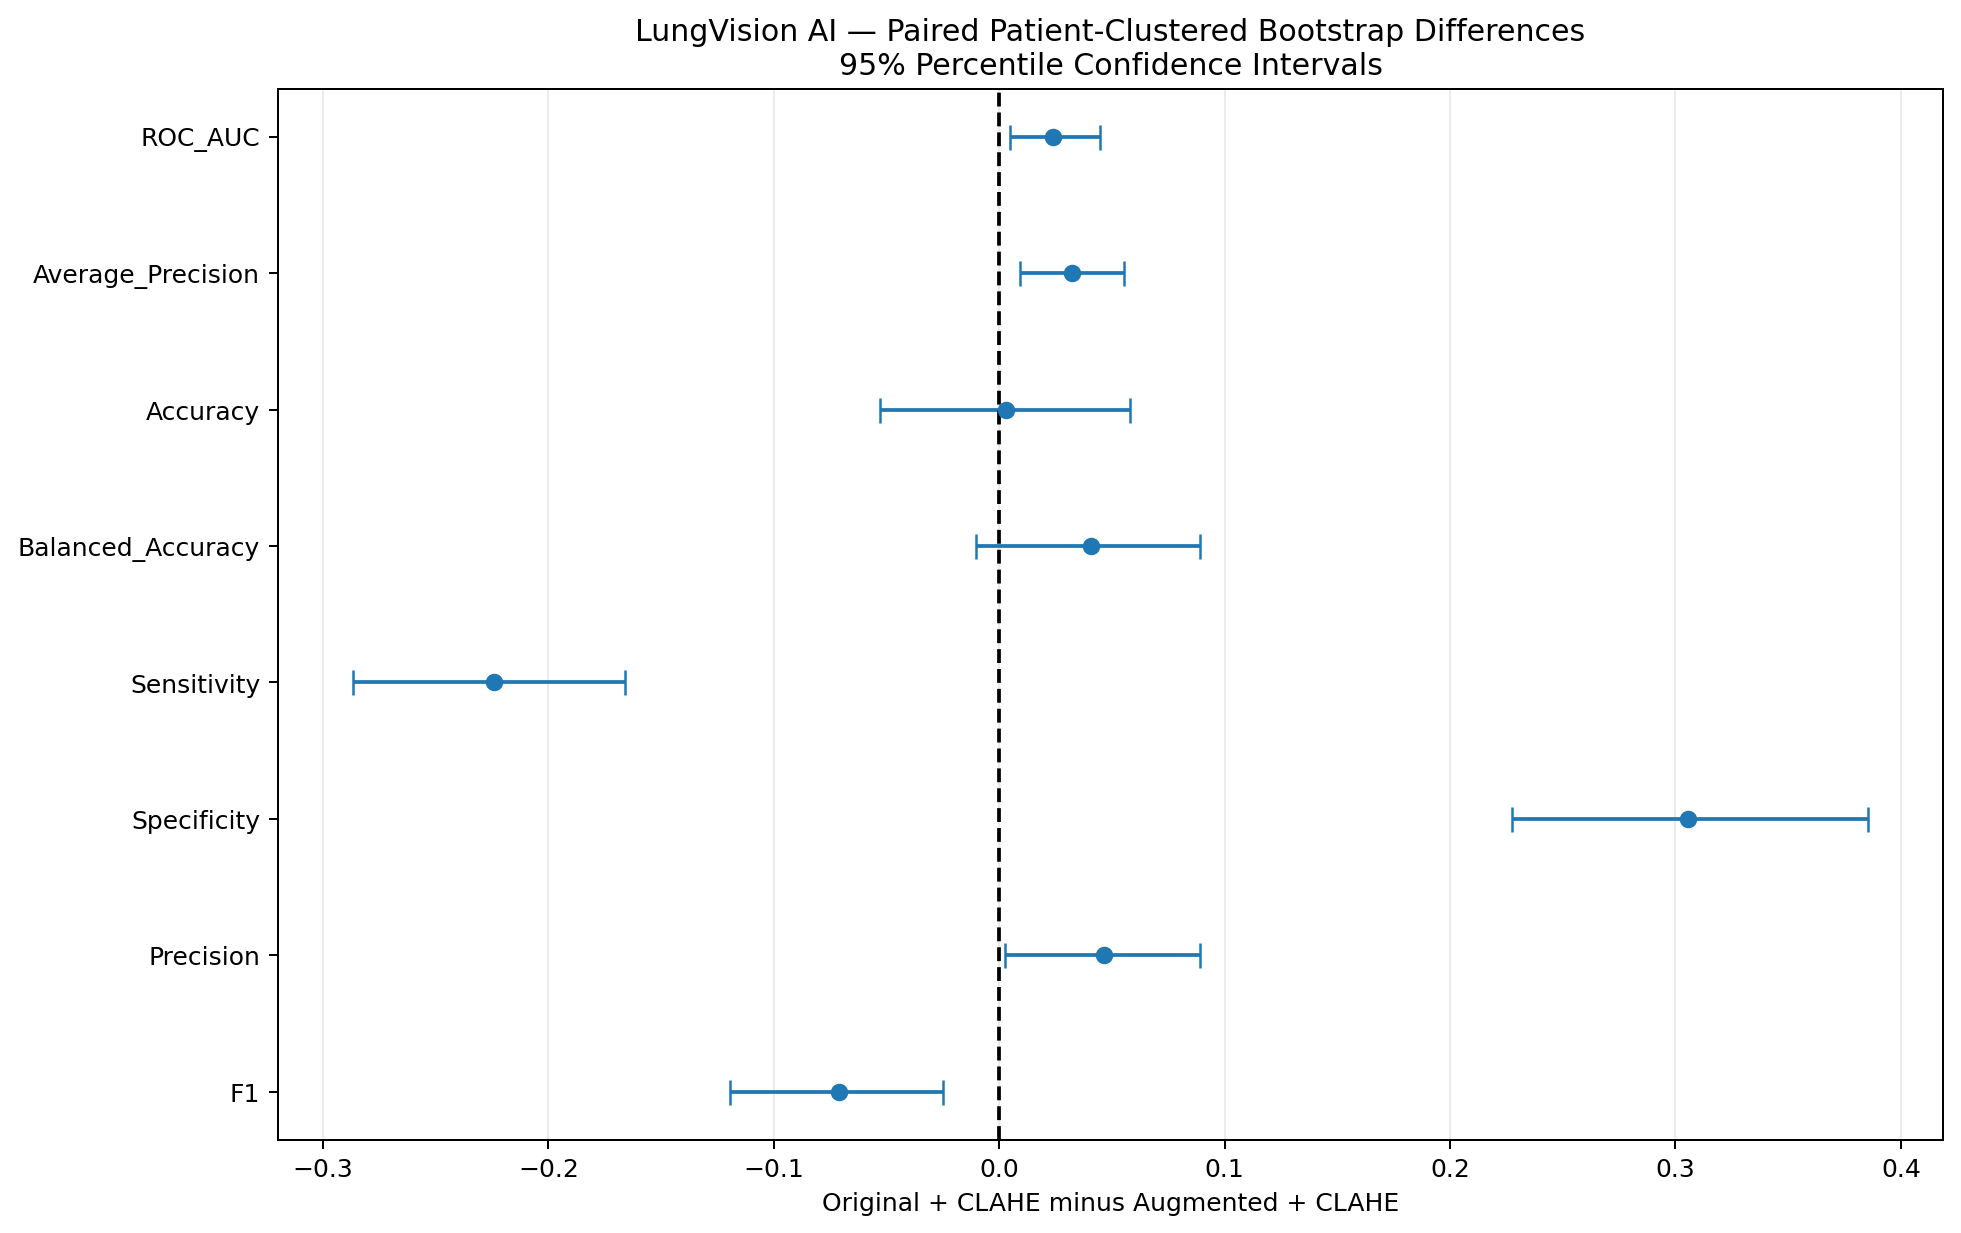 LungVision AI — Paired Patient-Clustered Bootstrap Differences
95% Percentile Confidence Intervals
ROC_AUC
Average_Precision
Accuracy
Balanced_Accuracy
Sensitivity
Specificity
Precision
F1
−0.3 −0.2 −0.1 0.0 0.1 0.2 0.3 0.4
Original + CLAHE minus Augmented + CLAHE